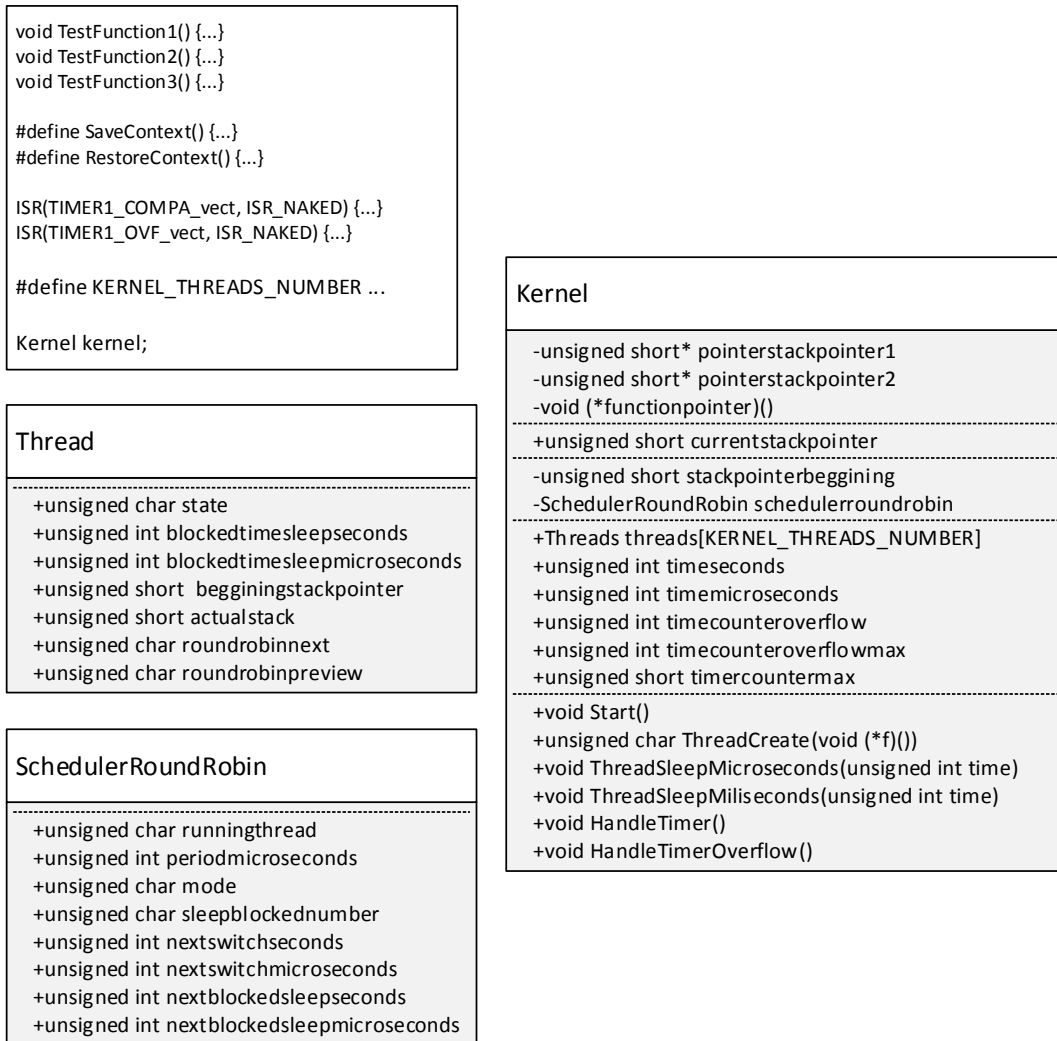 void TestFunction1() {...}
void TestFunction2() {...}
void TestFunction3() {...}
#define SaveContext() {...}
#define RestoreContext() {...}
ISR(TIMER1_COMPA_vect, ISR_NAKED) {...}
ISR(TIMER1_OVF_vect, ISR_NAKED) {...}
#define KERNEL_THREADS_NUMBER ...
Kernel kernel;
Thread
+unsigned char state
+unsigned int blockedtimesleepseconds
+unsigned int blockedtimesleepmicroseconds
+unsigned short begginingstackpointer
+unsigned short actualstack
+unsigned char roundrobinnext
+unsigned char roundrobinpreview
SchedulerRoundRobin
+unsigned char runningthread
+unsigned int periodmicroseconds
+unsigned char mode
+unsigned char sleepblockednumber
+unsigned int nextswitchseconds
+unsigned int nextswitchmicroseconds
+unsigned int nextblockedsleepseconds
+unsigned int nextblockedsleepmicroseconds
Kernel
-unsigned short* pointerstackpointer1
-unsigned short* pointerstackpointer2
-void (*functionpointer)()
+unsigned short currentstackpointer
-unsigned short stackpointerbeggining
-SchedulerRoundRobin schedulerroundrobin
+Threads threads[KERNEL_THREADS_NUMBER]
+unsigned int timeseconds
+unsigned int timemicroseconds
+unsigned int timecounteroverflow
+unsigned int timecounteroverflowmax
+unsigned short timercountermax
+void Start()
+unsigned char ThreadCreate(void (*f)())
+void ThreadSleepMicroseconds(unsigned int time)
+void ThreadSleepMiliseconds(unsigned int time)
+void HandleTimer()
+void HandleTimerOverflow()